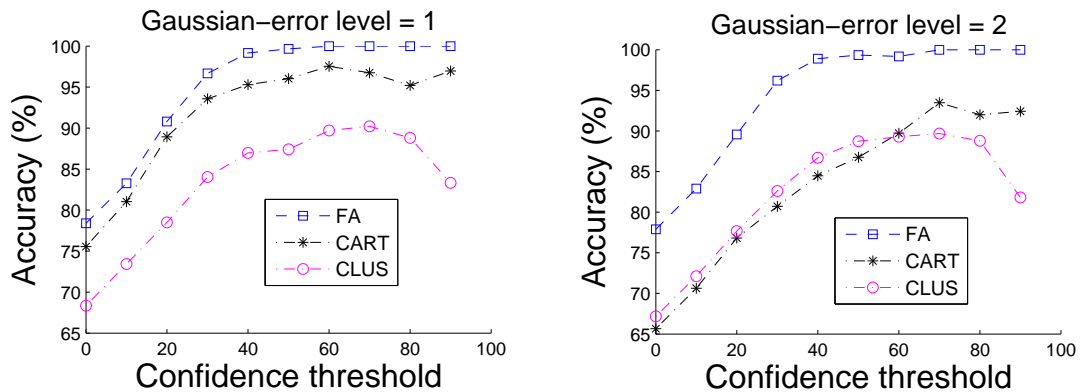 Gaussian−error level = 1
100
95
90
85
80
75
70
65
0
20
40
60
80
100
Accuracy (%)
Confidence threshold
FA
CART
CLUS
Gaussian−error level = 2
100
95
90
85
80
75
70
65
0
20
40
60
80
100
Accuracy (%)
Confidence threshold
FA
CART
CLUS